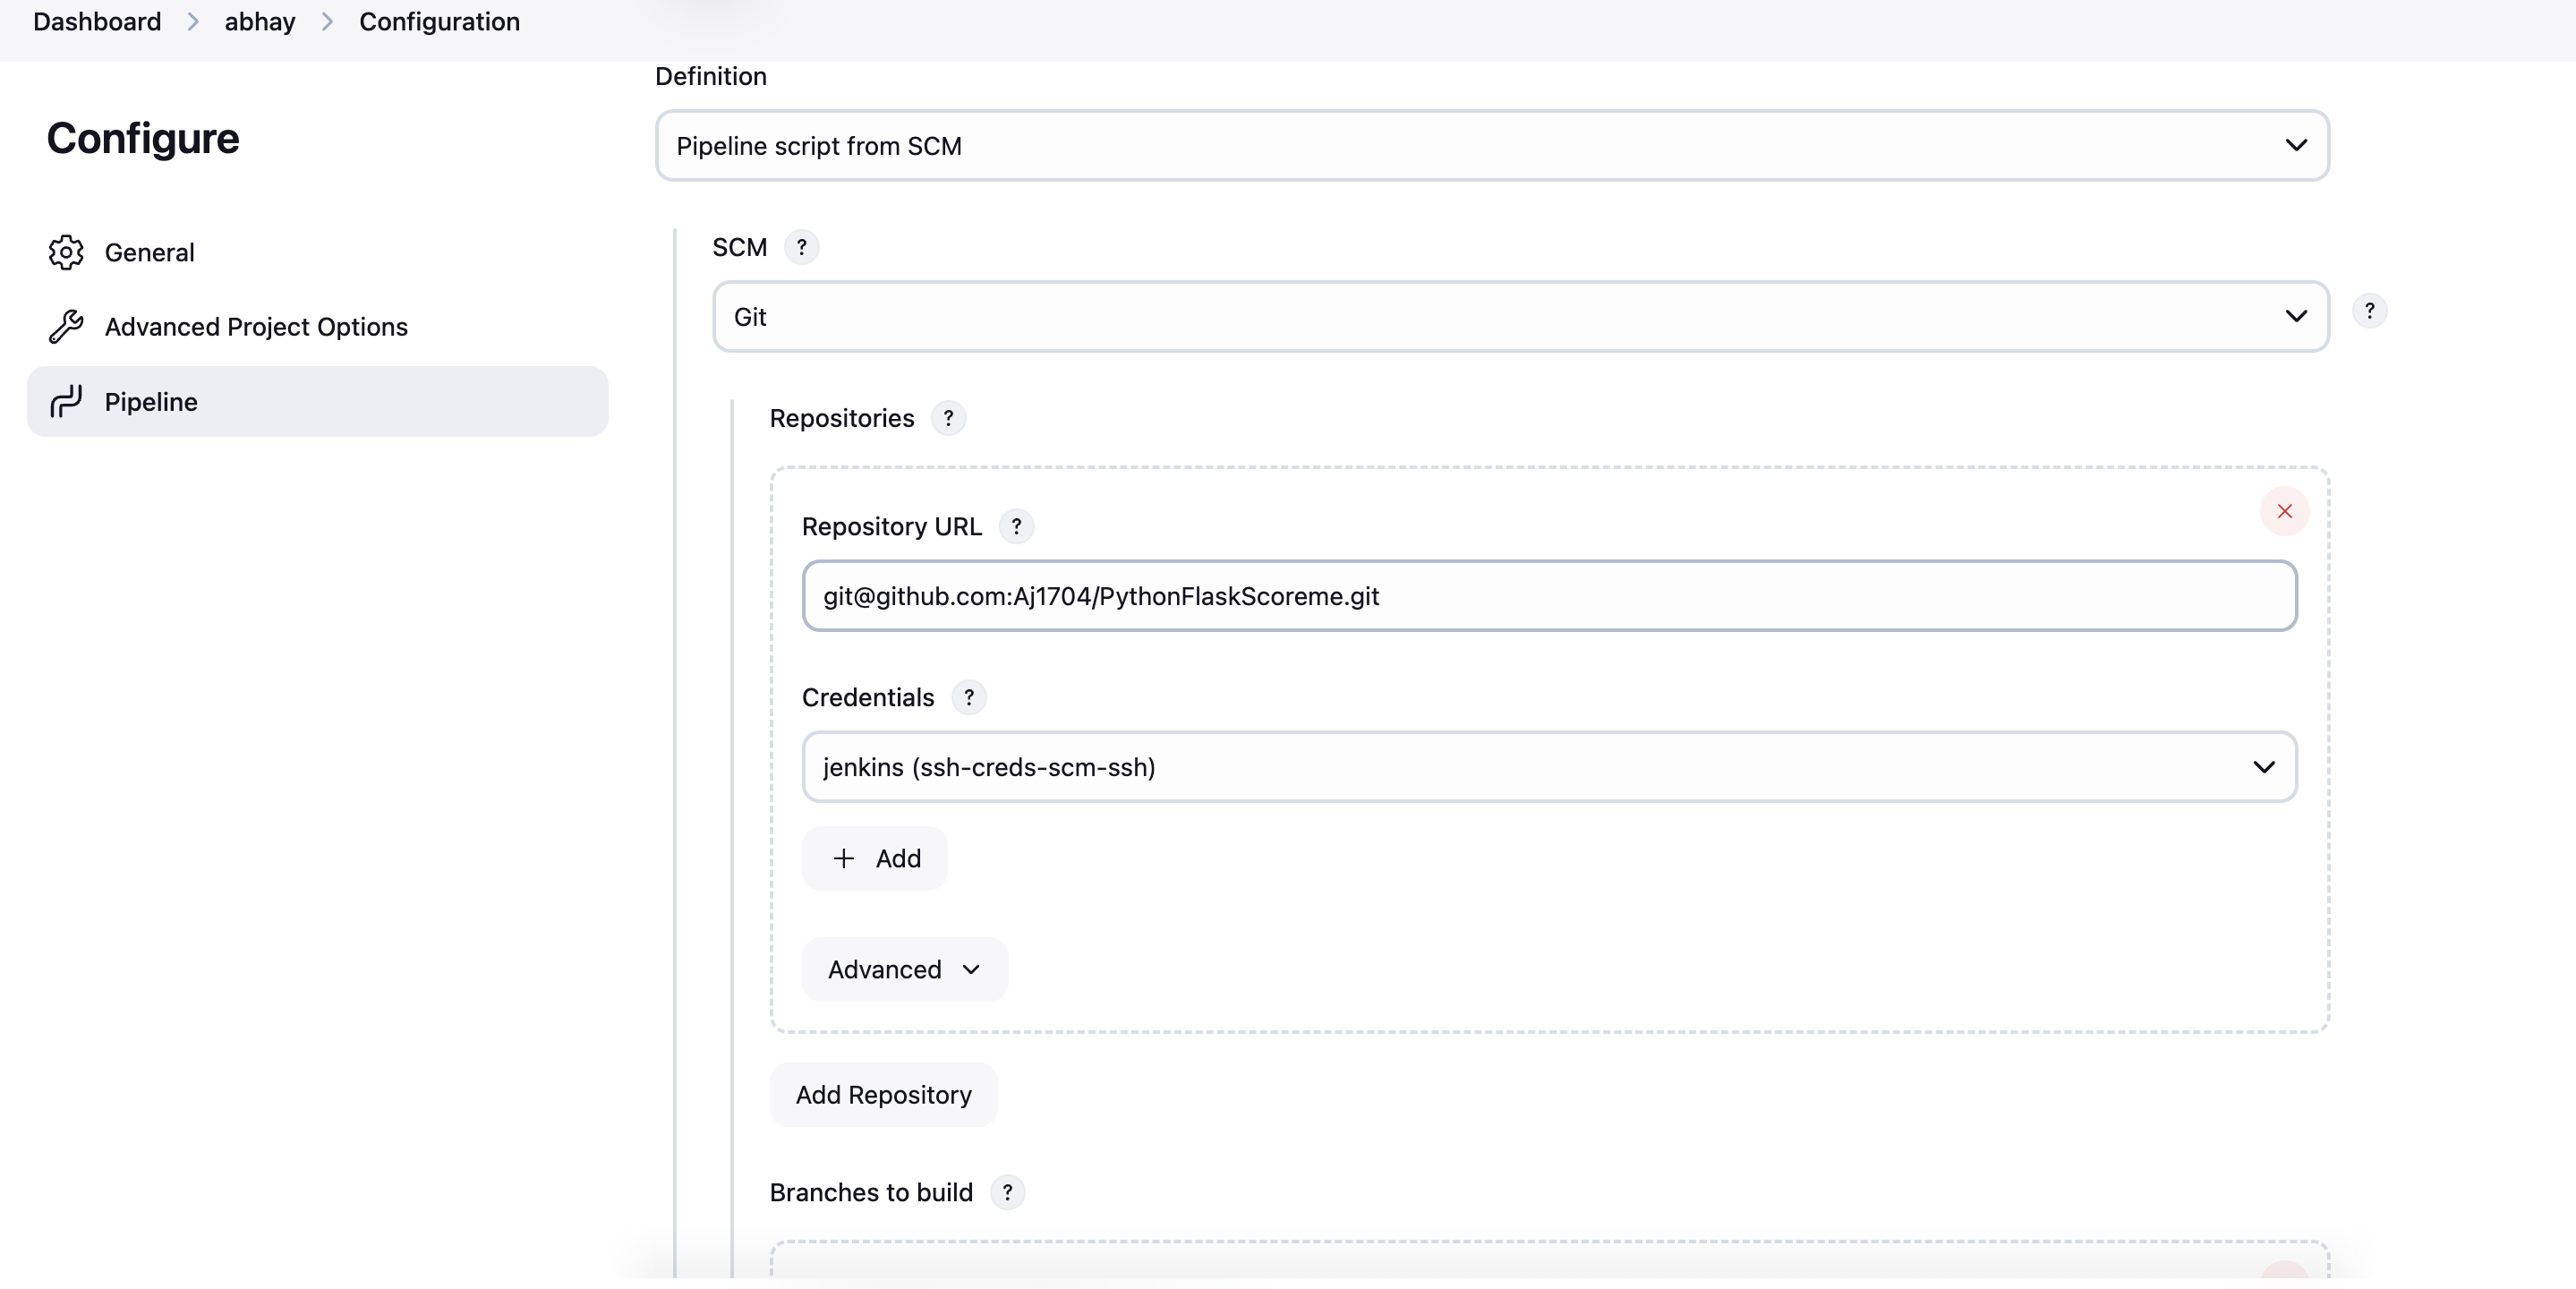 Dashboard > abhay > Configuration
Configure
General
Advanced Project Options
Pipeline
Definition
Pipeline script from SCM
SCM ?
Git
?
Repositories ?
Repository URL ?
git@github.com:Aj1704/PythonFlaskScoreme.git
Credentials ?
jenkins (ssh-creds-scm-ssh)
+ Add
Advanced
Add Repository
Branches to build ?